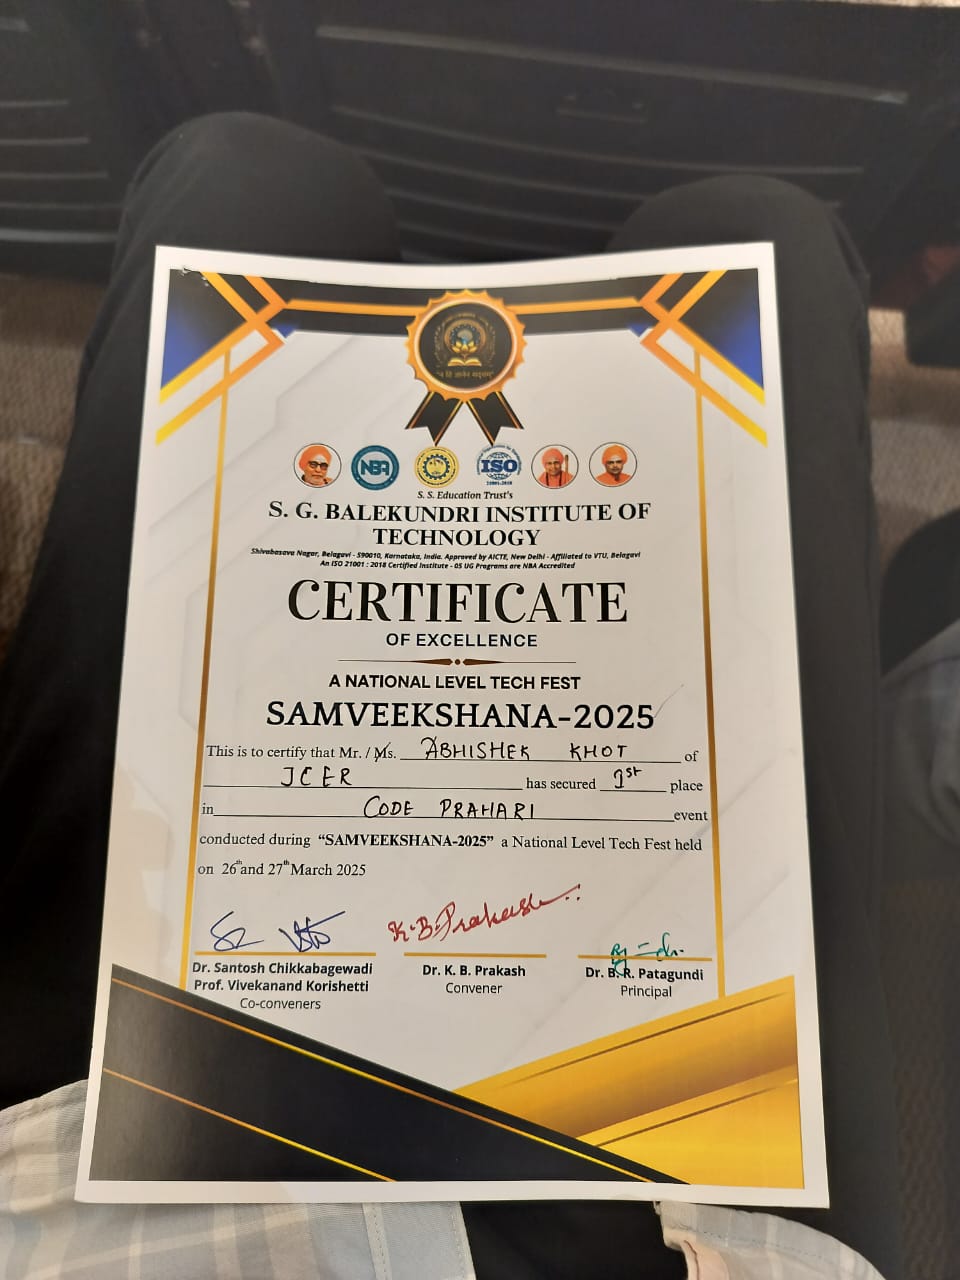 "न हि ज्ञानेन सदृशम्"
NBA
ISO
21001:2018
S. S. Education Trust's
S. G. BALEKUNDRI INSTITUTE OF
TECHNOLOGY
Shivabasava Nagar, Belagavi - 590010, Karnataka, India. Approved by AICTE, New Delhi - Affiliated to VTU, Belagavi
An ISO 21001 : 2018 Certified Institute - 05 UG Programs are NBA Accredited
CERTIFICATE
OF EXCELLENCE
A NATIONAL LEVEL TECH FEST
SAMVEEKSHANA-2025
This is to certify that Mr. / Ms. ABHISHEK KHOT of
JCER has secured 1st place
in CODE PRAHARI event
conducted during “SAMVEEKSHANA-2025” a National Level Tech Fest held
on 26th and 27th March 2025
K.B.Prakash
Dr. Santosh Chikkabagewadi
Prof. Vivekanand Korishetti
Co-conveners
Dr. K. B. Prakash
Convener
Dr. B. R. Patagundi
Principal